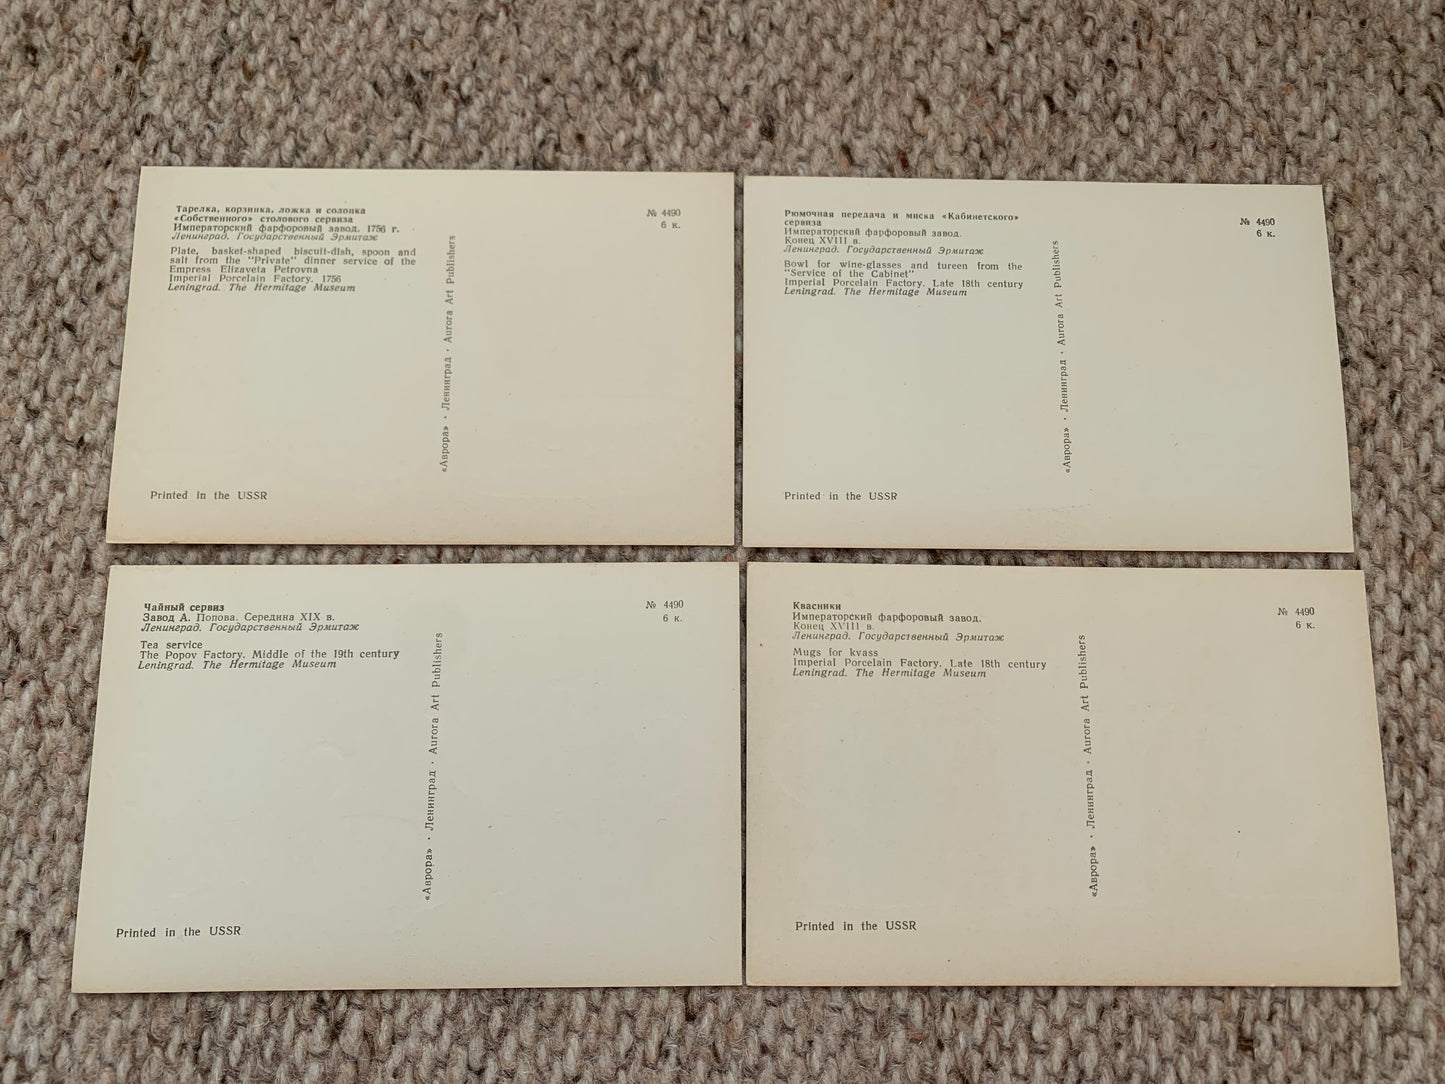 Тарелка, корзинка, ложка и солонка
«Собственного» столового сервиза
Императорский фарфоровый завод. 1756 г.
Ленинград. Государственный Эрмитаж
Plate, basket-shaped biscuit-dish, spoon and
salt from the "Private" dinner service of the
Empress Elizaveta Petrovna
Imperial Porcelain Factory. 1756
Leningrad. The Hermitage Museum
№ 4490
6 к.
«Аврора» · Ленинград · Aurora Art Publishers
Printed in the USSR
Рюмочная передача и миска «Кабинетского»
сервиза
Императорский фарфоровый завод.
Конец XVIII в.
Ленинград. Государственный Эрмитаж
Bowl for wine-glasses and tureen from the
"Service of the Cabinet"
Imperial Porcelain Factory. Late 18th century
Leningrad. The Hermitage Museum
№ 4490
6 к.
«Аврора» · Ленинград · Aurora Art Publishers
Printed in the USSR
Чайный сервиз
Завод А. Попова. Середина XIX в.
Ленинград. Государственный Эрмитаж
Tea service
The Popov Factory. Middle of the 19th century
Leningrad. The Hermitage Museum
№ 4490
6 к.
«Аврора» · Ленинград · Aurora Art Publishers
Printed in the USSR
Квасники
Императорский фарфоровый завод.
Конец XVIII в.
Ленинград. Государственный Эрмитаж
Mugs for kvass
Imperial Porcelain Factory. Late 18th century
Leningrad. The Hermitage Museum
№ 4490
6 к.
«Аврора» · Ленинград · Aurora Art Publishers
Printed in the USSR